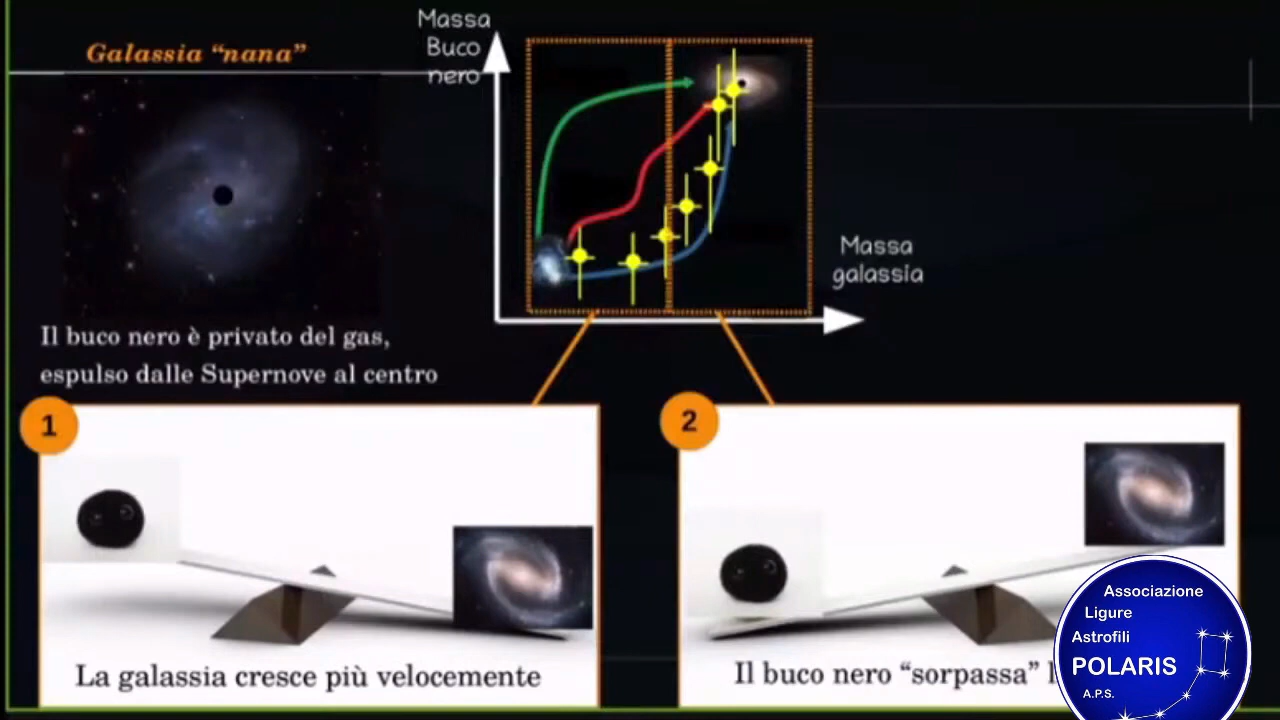 Galassia “nana”
Massa
Buco
nero
Massa
galassia
Il buco nero è privato del gas,
espulso dalle Supernove al centro
1
2
La galassia cresce più velocemente
Il buco nero “sorpassa”
Associazione
Ligure
Astrofili
POLARIS
A.P.S.